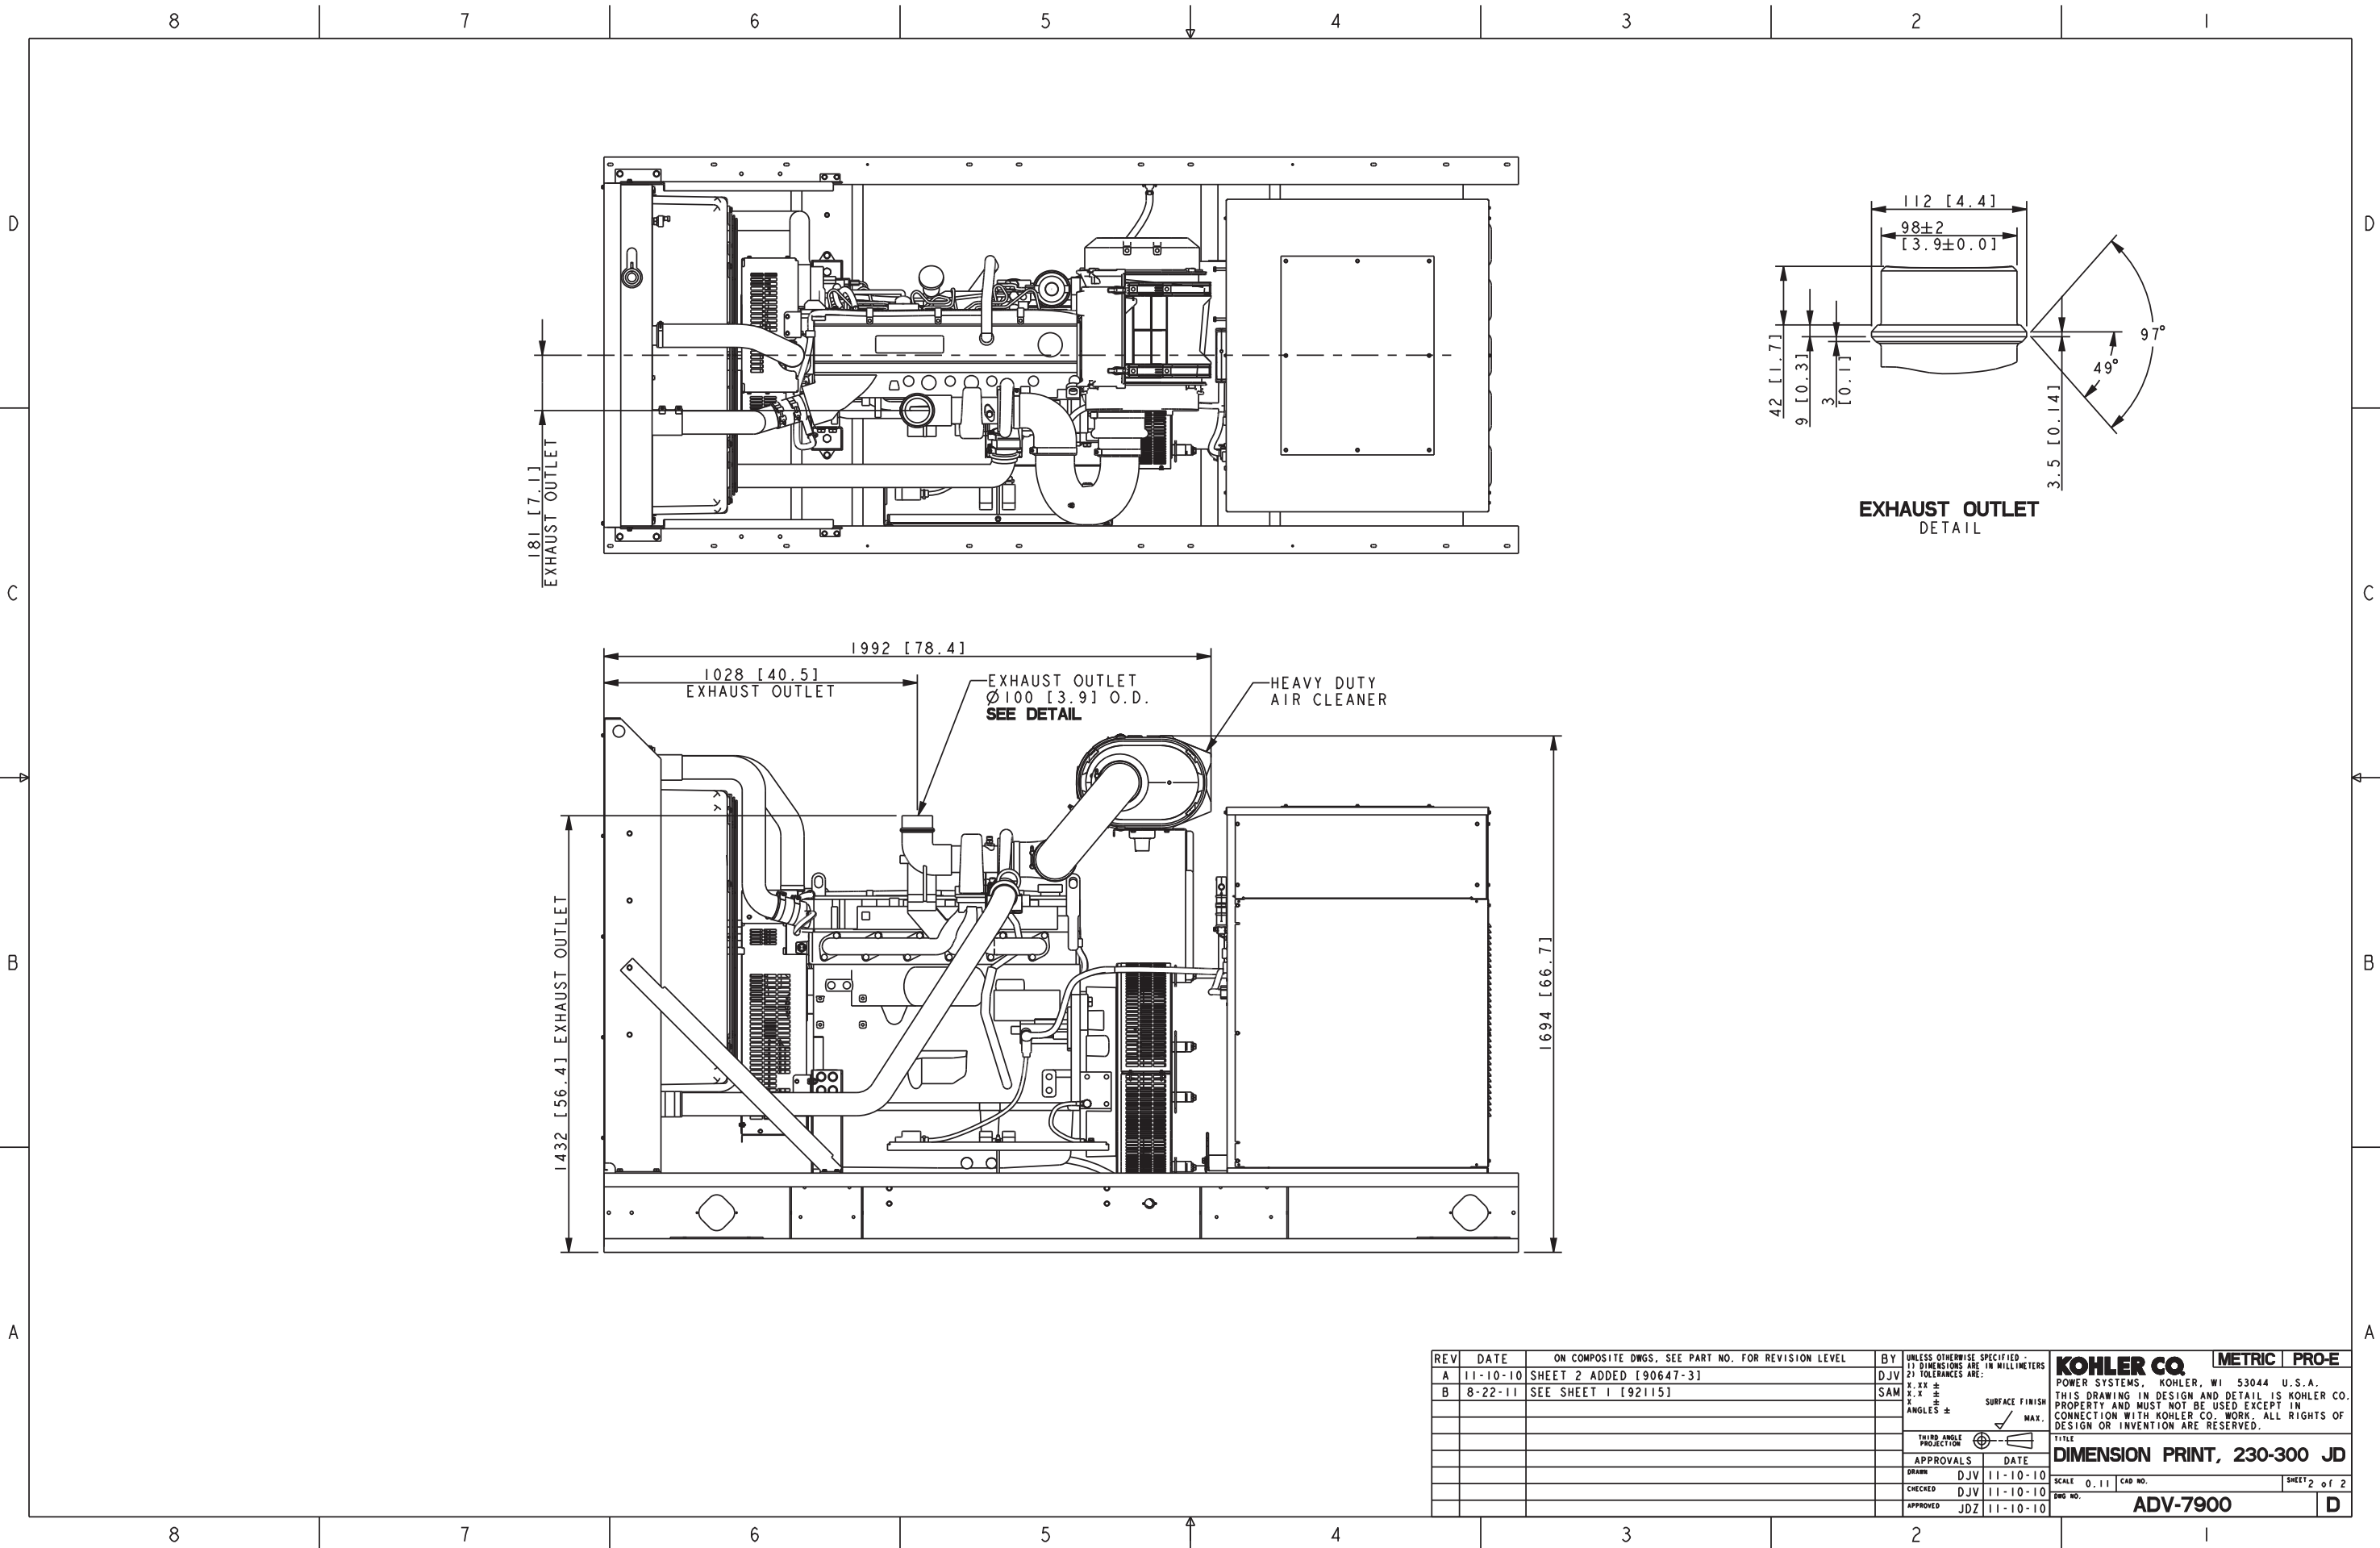 8 7 6 5 4 3 2 1
D
D
C
C
B
B
A
A
181 [7.1]
EXHAUST OUTLET
112 [4.4]
98±2
[3.9±0.0]
42 [1.7]
9 [0.3]
3
[0.1]
3.5 [0.14]
49°
97°
EXHAUST OUTLET
DETAIL
1992 [78.4]
1028 [40.5]
EXHAUST OUTLET
EXHAUST OUTLET
Ø100 [3.9] O.D.
SEE DETAIL
HEAVY DUTY
AIR CLEANER
1432 [56.4] EXHAUST OUTLET
1694 [66.7]
REV DATE ON COMPOSITE DWGS, SEE PART NO. FOR REVISION LEVEL BY
A 11-10-10 SHEET 2 ADDED [90647-3] DJV
B 8-22-11 SEE SHEET 1 [92115] SAM
UNLESS OTHERWISE SPECIFIED -
1) DIMENSIONS ARE IN MILLIMETERS
2) TOLERANCES ARE:
X.XX ±
X.X ±
X ±
ANGLES ±
SURFACE FINISH
MAX.
THIRD ANGLE
PROJECTION
APPROVALS DATE
DRAWN DJV 11-10-10
CHECKED DJV 11-10-10
APPROVED JDZ 11-10-10
KOHLER CO. METRIC PRO-E
POWER SYSTEMS, KOHLER, WI 53044 U.S.A.
THIS DRAWING IN DESIGN AND DETAIL IS KOHLER CO.
PROPERTY AND MUST NOT BE USED EXCEPT IN
CONNECTION WITH KOHLER CO. WORK. ALL RIGHTS OF
DESIGN OR INVENTION ARE RESERVED.
TITLE
DIMENSION PRINT, 230-300 JD
SCALE 0.11 CAD NO. SHEET 2 of 2
DWG NO. ADV-7900 D
8 7 6 5 4 3 2 1